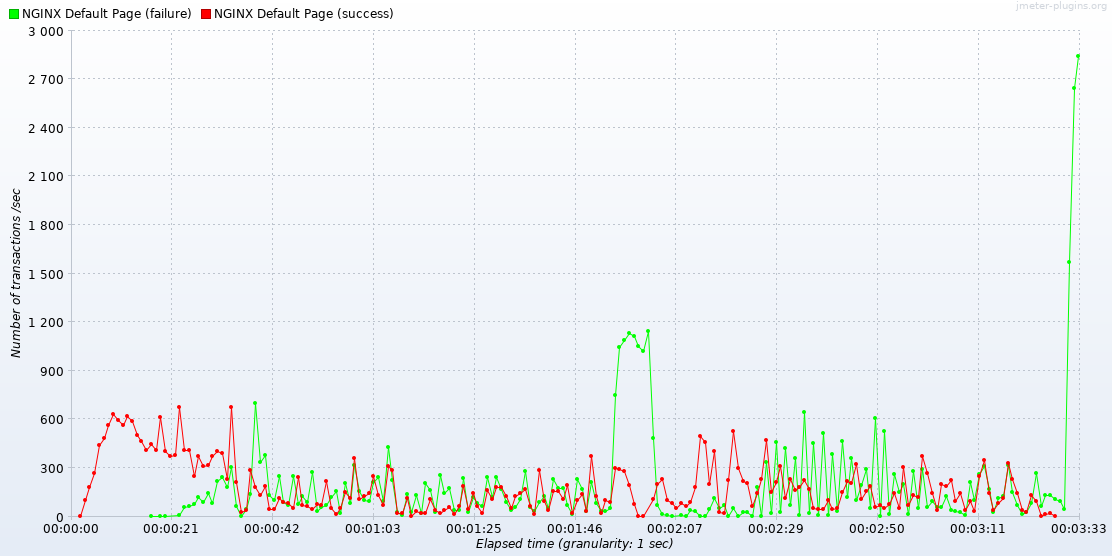 NGINX Default Page (failure) NGINX Default Page (success)
jmeter-plugins.org
3 000
2 700
2 400
2 100
1 800
1 500
1 200
900
600
300
0
Number of transactions /sec
00:00:00 00:00:21 00:00:42 00:01:03 00:01:25 00:01:46 00:02:07 00:02:29 00:02:50 00:03:11 00:03:33
Elapsed time (granularity: 1 sec)